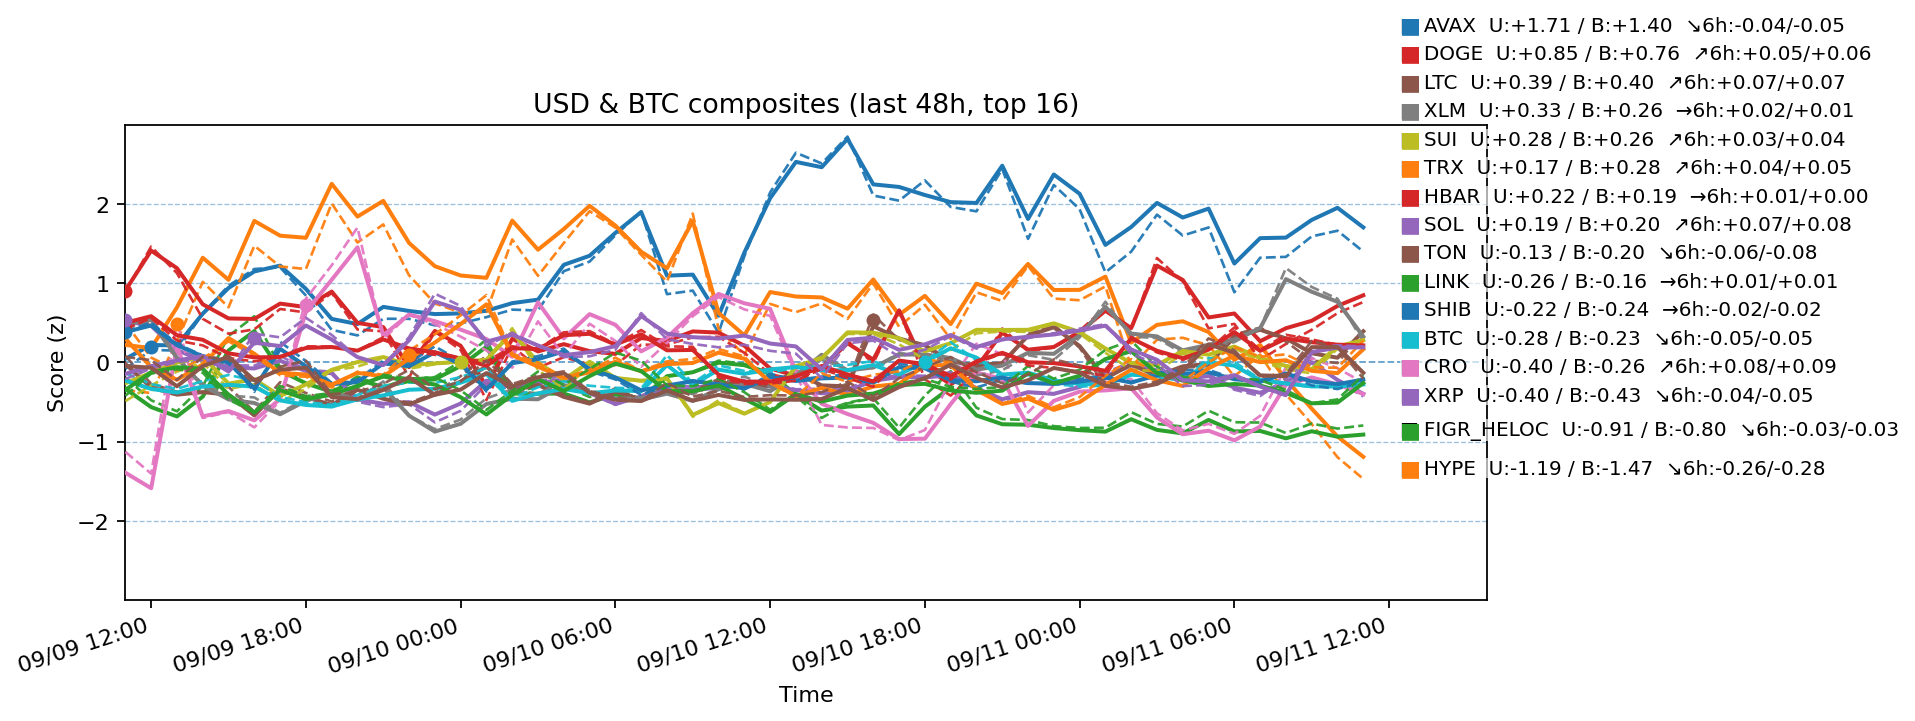 AVAX  U:+1.71 / B:+1.40  ↘6h:-0.04/-0.05
DOGE  U:+0.85 / B:+0.76  ↗6h:+0.05/+0.06
LTC  U:+0.39 / B:+0.40  ↗6h:+0.07/+0.07
XLM  U:+0.33 / B:+0.26  →6h:+0.02/+0.01
SUI  U:+0.28 / B:+0.26  ↗6h:+0.03/+0.04
TRX  U:+0.17 / B:+0.28  ↗6h:+0.04/+0.05
HBAR  U:+0.22 / B:+0.19  →6h:+0.01/+0.00
SOL  U:+0.19 / B:+0.20  ↗6h:+0.07/+0.08
TON  U:-0.13 / B:-0.20  ↘6h:-0.06/-0.08
LINK  U:-0.26 / B:-0.16  →6h:+0.01/+0.01
SHIB  U:-0.22 / B:-0.24  →6h:-0.02/-0.02
BTC  U:-0.28 / B:-0.23  ↘6h:-0.05/-0.05
CRO  U:-0.40 / B:-0.26  ↗6h:+0.08/+0.09
XRP  U:-0.40 / B:-0.43  ↘6h:-0.04/-0.05
FIGR_HELOC  U:-0.91 / B:-0.80  ↘6h:-0.03/-0.03
HYPE  U:-1.19 / B:-1.47  ↘6h:-0.26/-0.28
USD & BTC composites (last 48h, top 16)
Score (z)
2
1
0
−1
−2
09/09 12:00
09/09 18:00
09/10 00:00
09/10 06:00
09/10 12:00
09/10 18:00
09/11 00:00
09/11 06:00
09/11 12:00
Time